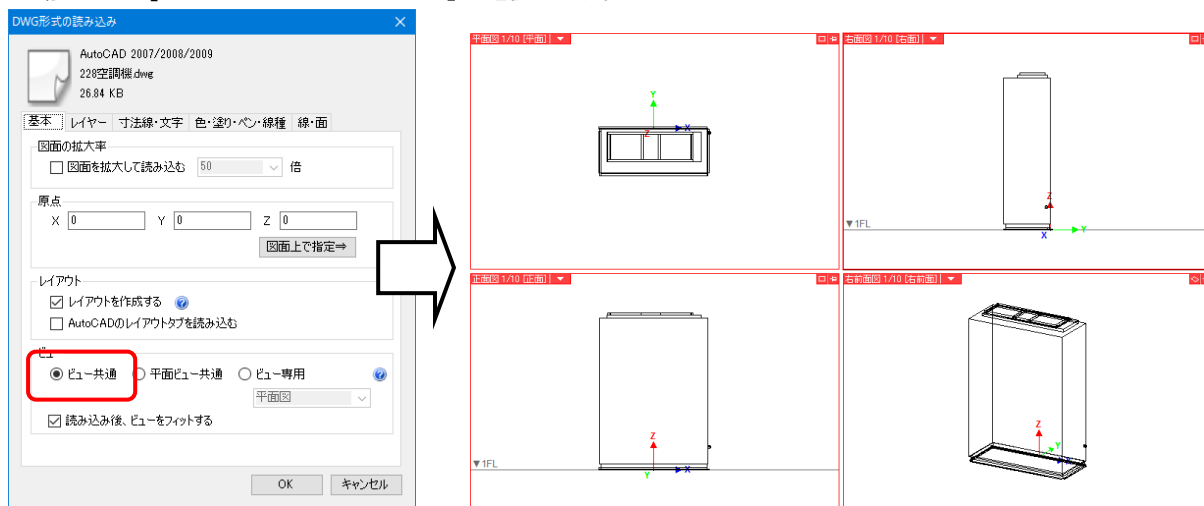 DWG形式の読み込み
AutoCAD 2007/2008/2009
228空調機.dwg
26.84 KB
基本 レイヤー 寸法線・文字 色・塗り・ペン・線種 線・面
図面の拡大率
図面を拡大して読み込む 50 倍
原点
X 0 Y 0 Z 0
図面上で指定⇒
レイアウト
レイアウトを作成する
AutoCADのレイアウトタブを読み込む
ビュー
ビュー共通 平面ビュー共通 ビュー専用
平面図
読み込み後、ビューをフィットする
OK キャンセル
平面図 1/10 [平面]
Y
Z X
右面図 1/10 [右面]
Z
▼1FL
X Y
正面図 1/10 [正面]
Z
▼1FL
Y X
右前面図 1/10 [右前面]
Z
Y
X